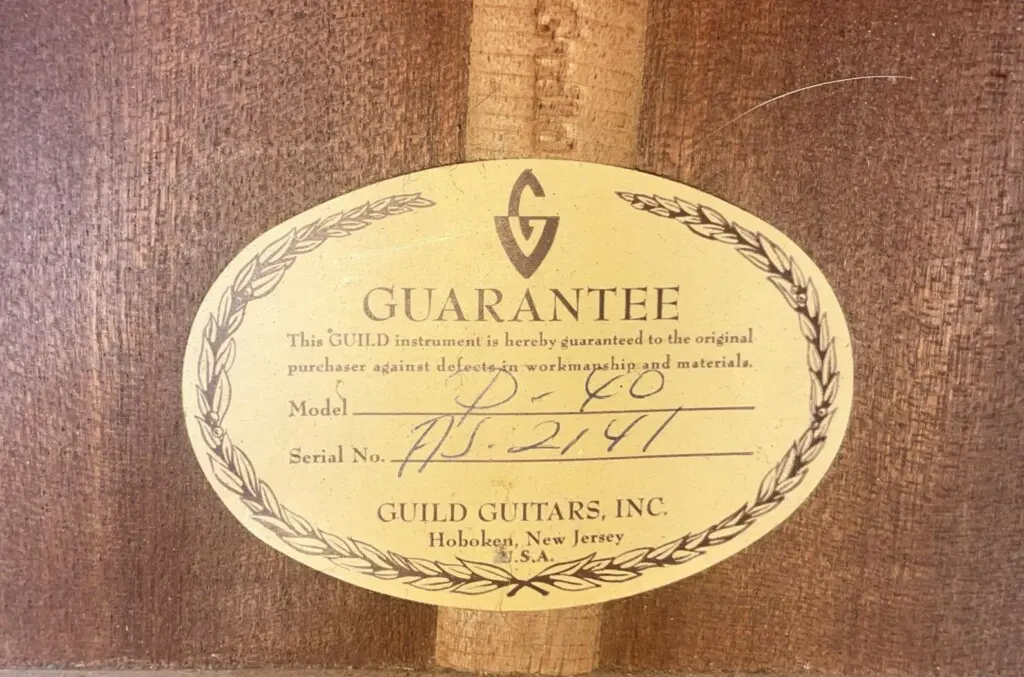 G
GUARANTEE
This GUILD instrument is hereby guaranteed to the original
purchaser against defects in workmanship and materials.
Model D-40
Serial No. AJ-2141
GUILD GUITARS, INC.
Hoboken, New Jersey
U.S.A.